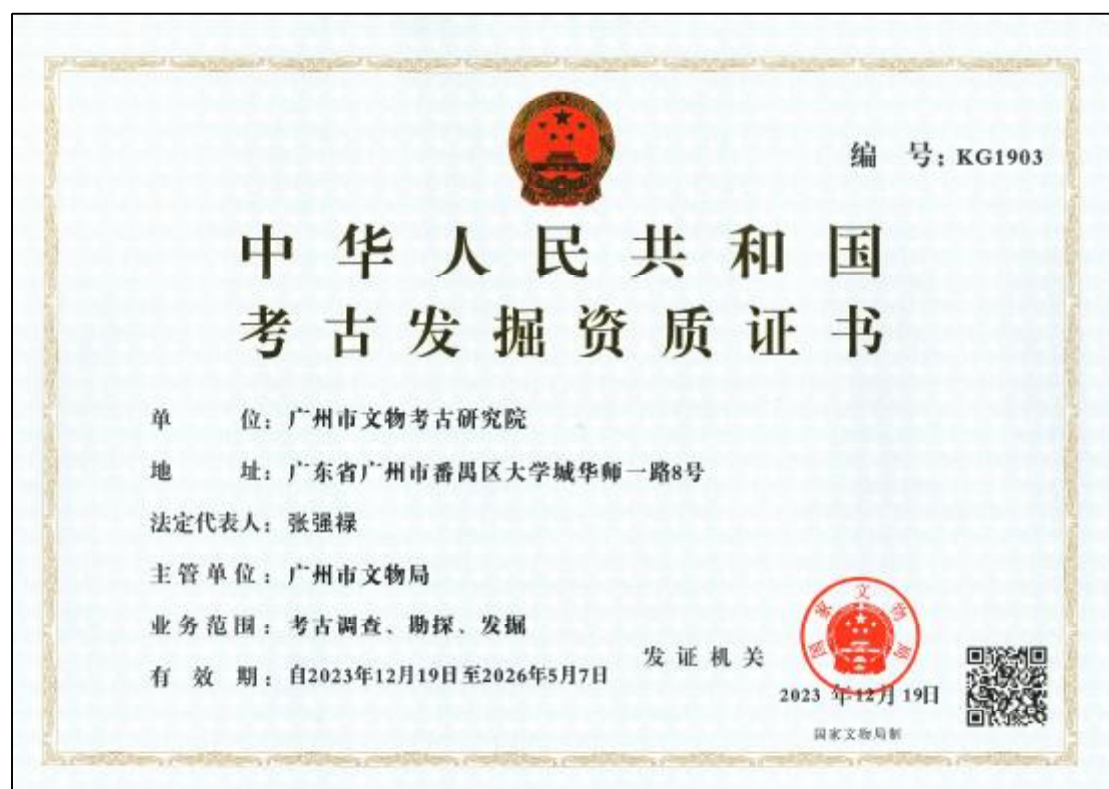 编 号：KG1903
中华人民共和国
考古发掘资质证书
单 位：广州市文物考古研究院
地 址：广东省广州市番禺区大学城华师一路8号
法定代表人：张强禄
主管单位：广州市文物局
业务范围：考古调查、勘探、发掘
有 效 期：自2023年12月19日至2026年5月7日
发证机关
国家文物局
2023 年12月 19日
国家文物局制